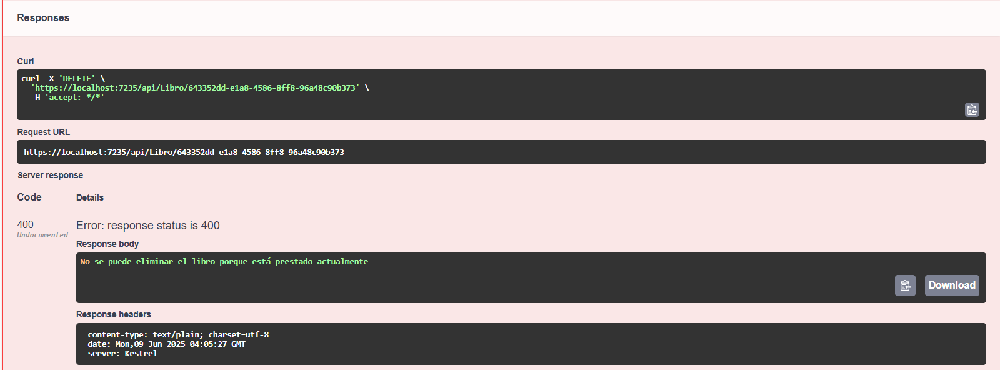 Responses
Curl
curl -X 'DELETE' \
  'https://localhost:7235/api/Libro/643352dd-e1a8-4586-8ff8-96a48c90b373' \
  -H 'accept: */*'
Request URL
https://localhost:7235/api/Libro/643352dd-e1a8-4586-8ff8-96a48c90b373
Server response
Code Details
400 Error: response status is 400
Undocumented
Response body
No se puede eliminar el libro porque está prestado actualmente
Download
Response headers
content-type: text/plain; charset=utf-8
date: Mon,09 Jun 2025 04:05:27 GMT
server: Kestrel